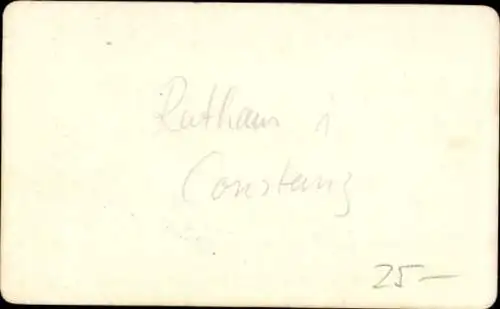 Rathaus i
Constanz
25—